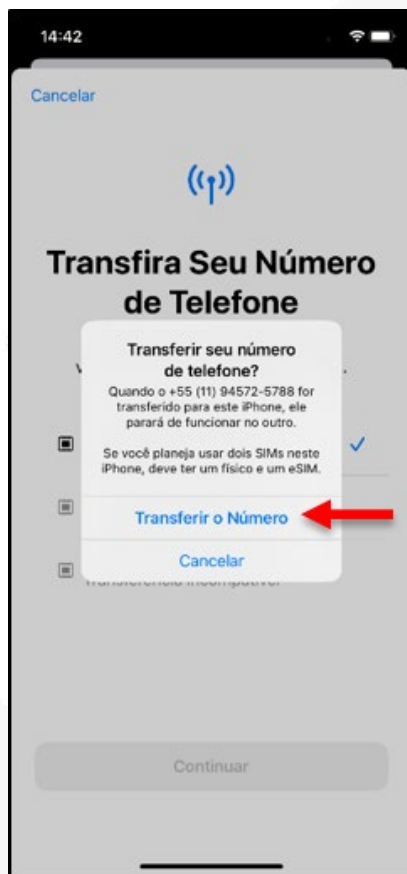 14:42
Cancelar
Transfira Seu Número
de Telefone
Transferir seu número
de telefone?
Quando o +55 (11) 94572-5788 for
transferido para este iPhone, ele
parará de funcionar no outro.
Se você planeja usar dois SIMs neste
iPhone, deve ter um físico e um eSIM.
Transferir o Número
Cancelar
Continuar